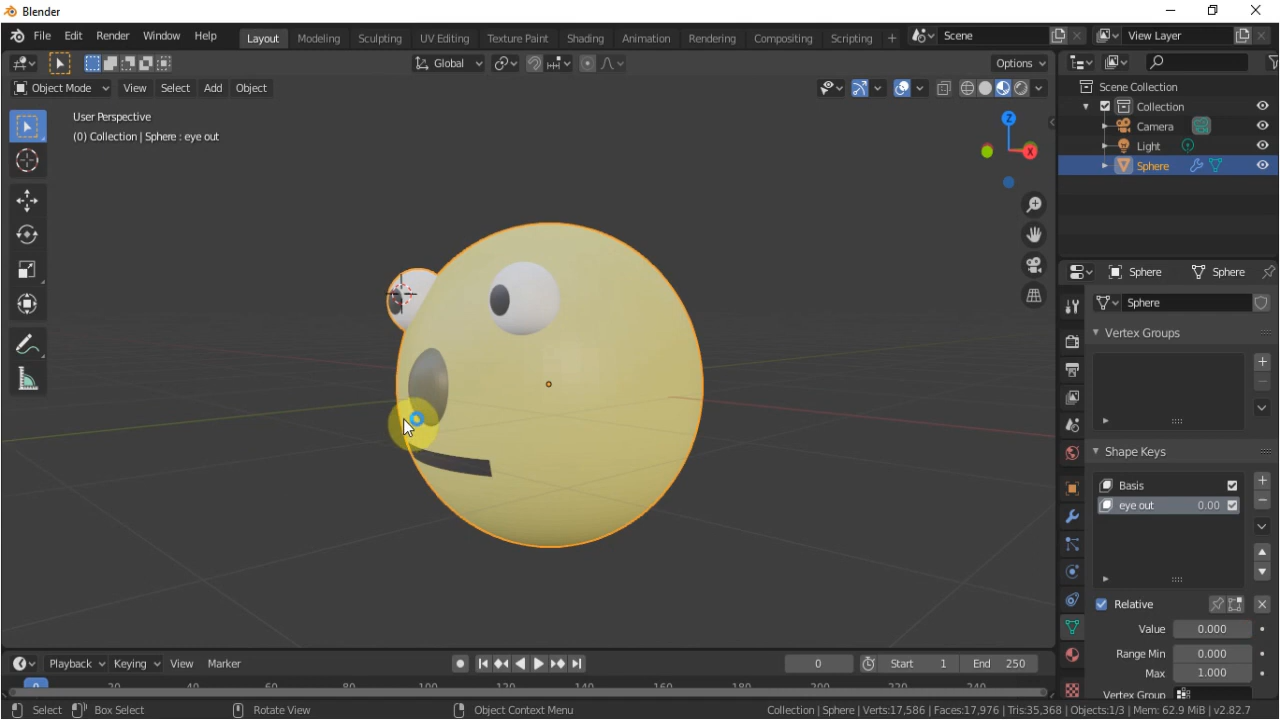 Blender
File Edit Render Window Help Layout Modeling Sculpting UV Editing Texture Paint Shading Animation Rendering Compositing Scripting + Scene View Layer
Global Options
Object Mode View Select Add Object
User Perspective
(0) Collection | Sphere : eye out
Z
X
Scene Collection
Collection
Camera
Light
Sphere
Sphere Sphere
Sphere
Vertex Groups
Shape Keys
Basis
eye out 0.00
Relative
Value 0.000
Range Min 0.000
Max 1.000
Vertex Group
Playback Keying View Marker 0 Start 1 End 250
0 20 40 60 80 100 120 140 160 180 200 220 240
Select Box Select Rotate View Object Context Menu Collection | Sphere | Verts:17,586 | Faces:17,976 | Tris:35,368 | Objects:1/3 | Mem: 62.9 MiB | v2.82.7